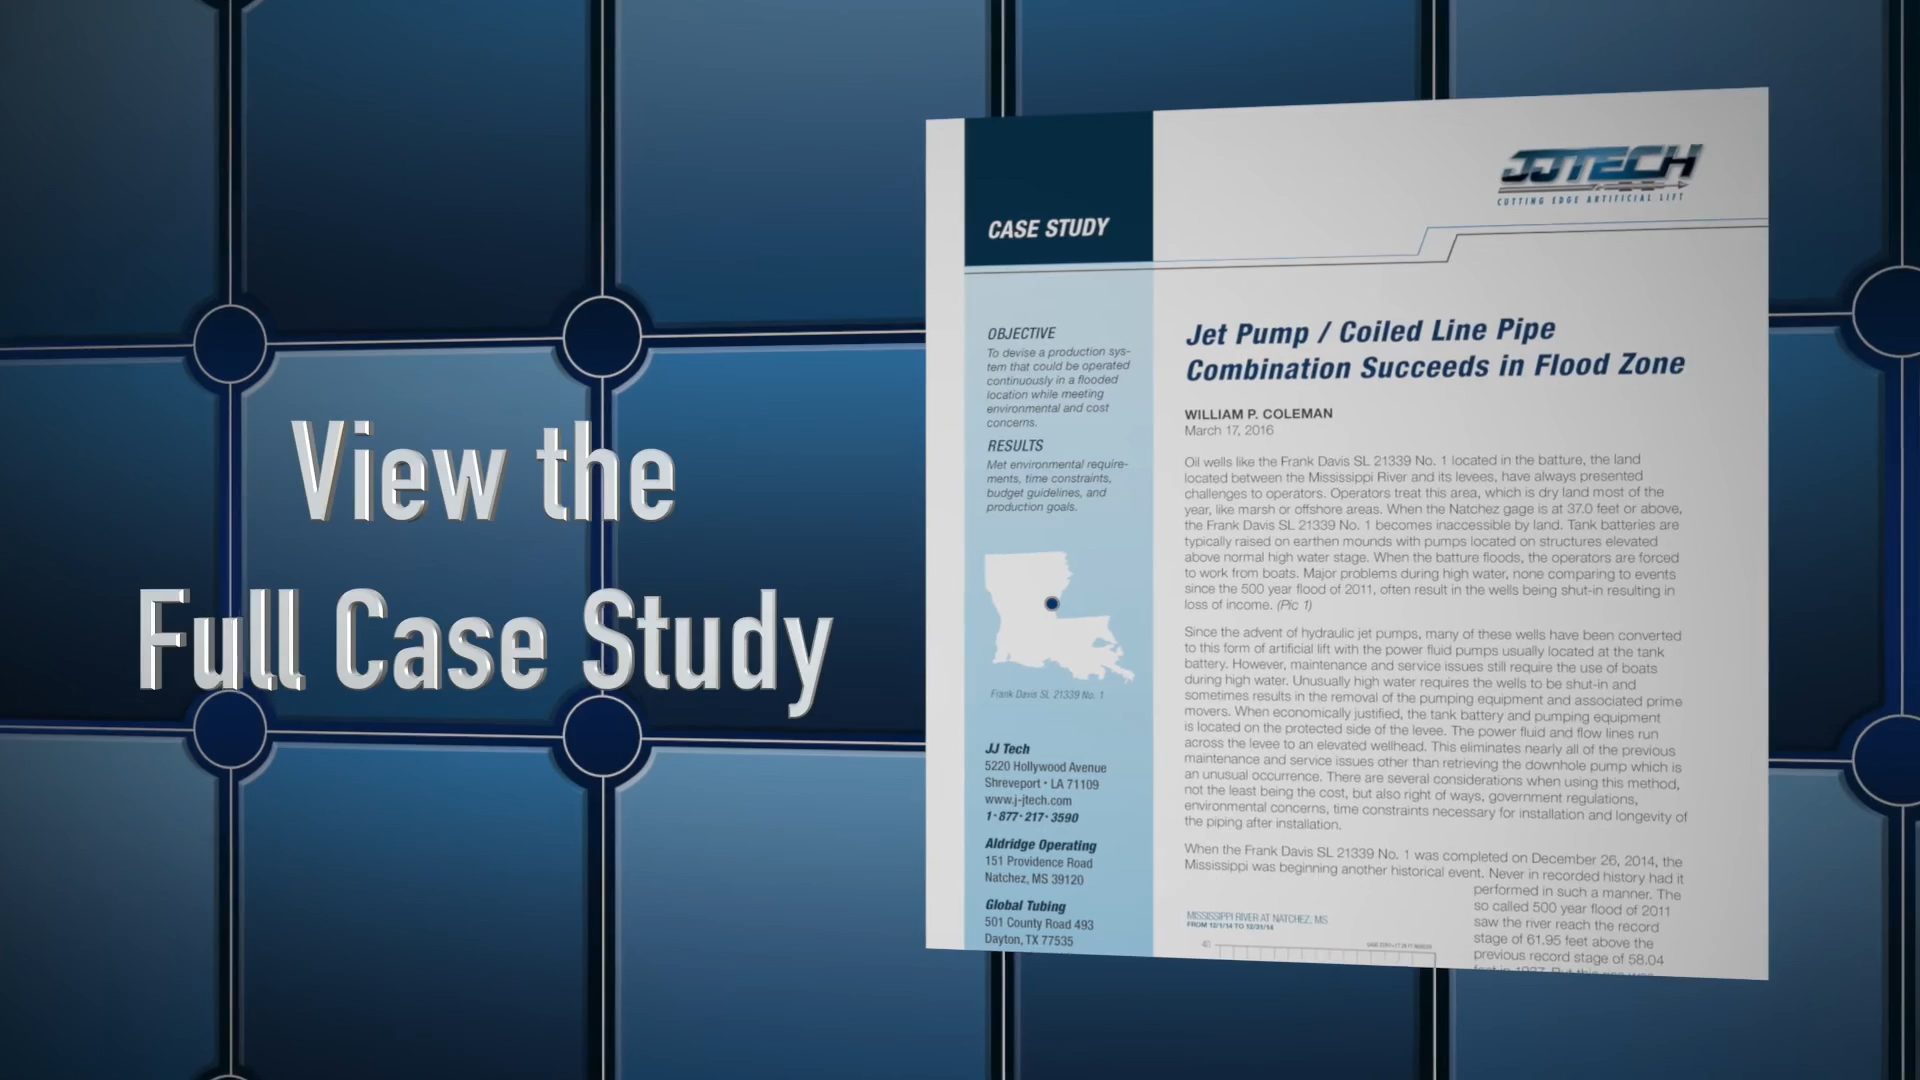 View the
Full Case Study
JJTECH
CUTTING EDGE ARTIFICIAL LIFT
CASE STUDY
OBJECTIVE
To devise a production sys-
tem that could be operated
continuously in a flooded
location while meeting
environmental and cost
concerns.
RESULTS
Met environmental require-
ments, time constraints,
budget guidelines, and
production goals.
Frank Davis SL 21339 No. 1
JJ Tech
5220 Hollywood Avenue
Shreveport • LA 71109
www.j-jtech.com
1•877•217•3590
Aldridge Operating
151 Providence Road
Natchez, MS 39120
Global Tubing
501 County Road 493
Dayton, TX 77535
Jet Pump / Coiled Line Pipe
Combination Succeeds in Flood Zone
WILLIAM P. COLEMAN
March 17, 2016
Oil wells like the Frank Davis SL 21339 No. 1 located in the batture, the land
located between the Mississippi River and its levees, have always presented
challenges to operators. Operators treat this area, which is dry land most of the
year, like marsh or offshore areas. When the Natchez gage is at 37.0 feet or above,
the Frank Davis SL 21339 No. 1 becomes inaccessible by land. Tank batteries are
typically raised on earthen mounds with pumps located on structures elevated
above normal high water stage. When the batture floods, the operators are forced
to work from boats. Major problems during high water, none comparing to events
since the 500 year flood of 2011, often result in the wells being shut-in resulting in
loss of income. (Pic 1)
Since the advent of hydraulic jet pumps, many of these wells have been converted
to this form of artificial lift with the power fluid pumps usually located at the tank
battery. However, maintenance and service issues still require the use of boats
during high water. Unusually high water requires the wells to be shut-in and
sometimes results in the removal of the pumping equipment and associated prime
movers. When economically justified, the tank battery and pumping equipment
is located on the protected side of the levee. The power fluid and flow lines run
across the levee to an elevated wellhead. This eliminates nearly all of the previous
maintenance and service issues other than retrieving the downhole pump which is
an unusual occurrence. There are several considerations when using this method,
not the least being the cost, but also right of ways, government regulations,
environmental concerns, time constraints necessary for installation and longevity of
the piping after installation.
When the Frank Davis SL 21339 No. 1 was completed on December 26, 2014, the
Mississippi was beginning another historical event. Never in recorded history had it
performed in such a manner. The
so called 500 year flood of 2011
saw the river reach the record
stage of 61.95 feet above the
previous record stage of 58.04
MISSISSIPPI RIVER AT NATCHEZ, MS
FROM 12/1/14 TO 12/31/14